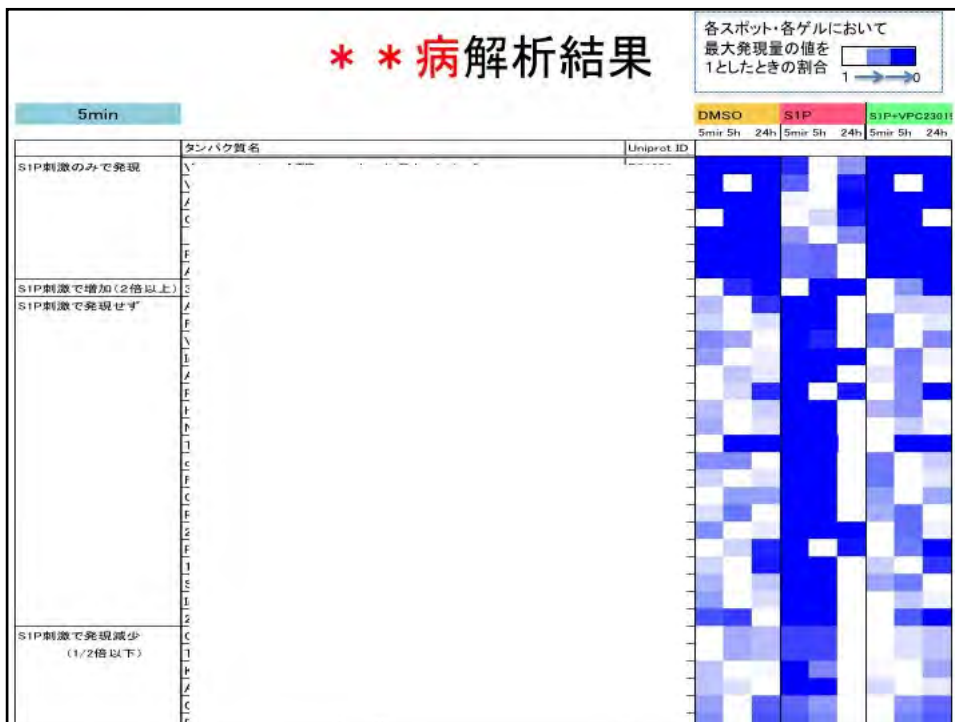 ＊＊病解析結果
各スポット・各ゲルにおいて
最大発現量の値を
1としたときの割合
1 0
5min
DMSO S1P S1P+VPC23019
5mir 5h 24h 5mir 5h 24h 5mir 5h 24h
タンパク質名 Uniprot ID
S1P刺激のみで発現
S1P刺激で増加(2倍以上)
S1P刺激で発現せず
S1P刺激で発現減少
(1/2倍以下)